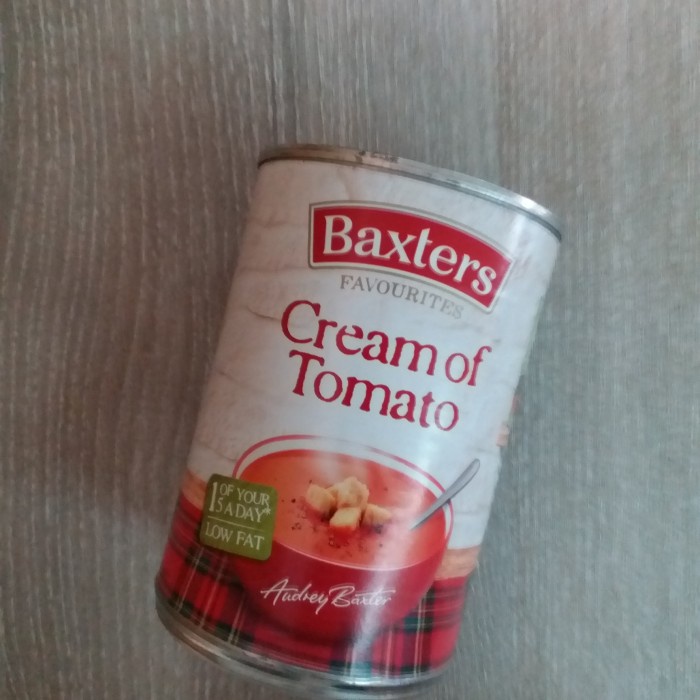 Baxters
FAVOURITES
Cream of
Tomato
1 OF YOUR
5 A DAY*
LOW FAT
Audrey Baxter